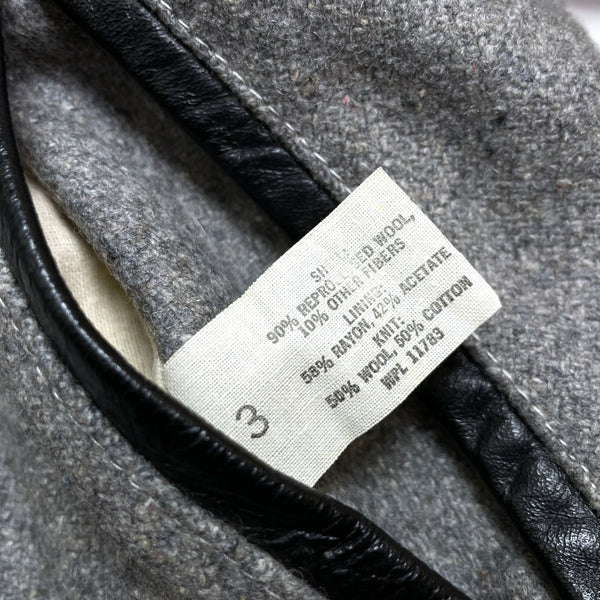 90% REPROCESSED WOOL,
10% OTHER FIBERS
LINING:
58% RAYON, 42% ACETATE
KNIT:
50% WOOL, 50% COTTON
WPL 11783
3